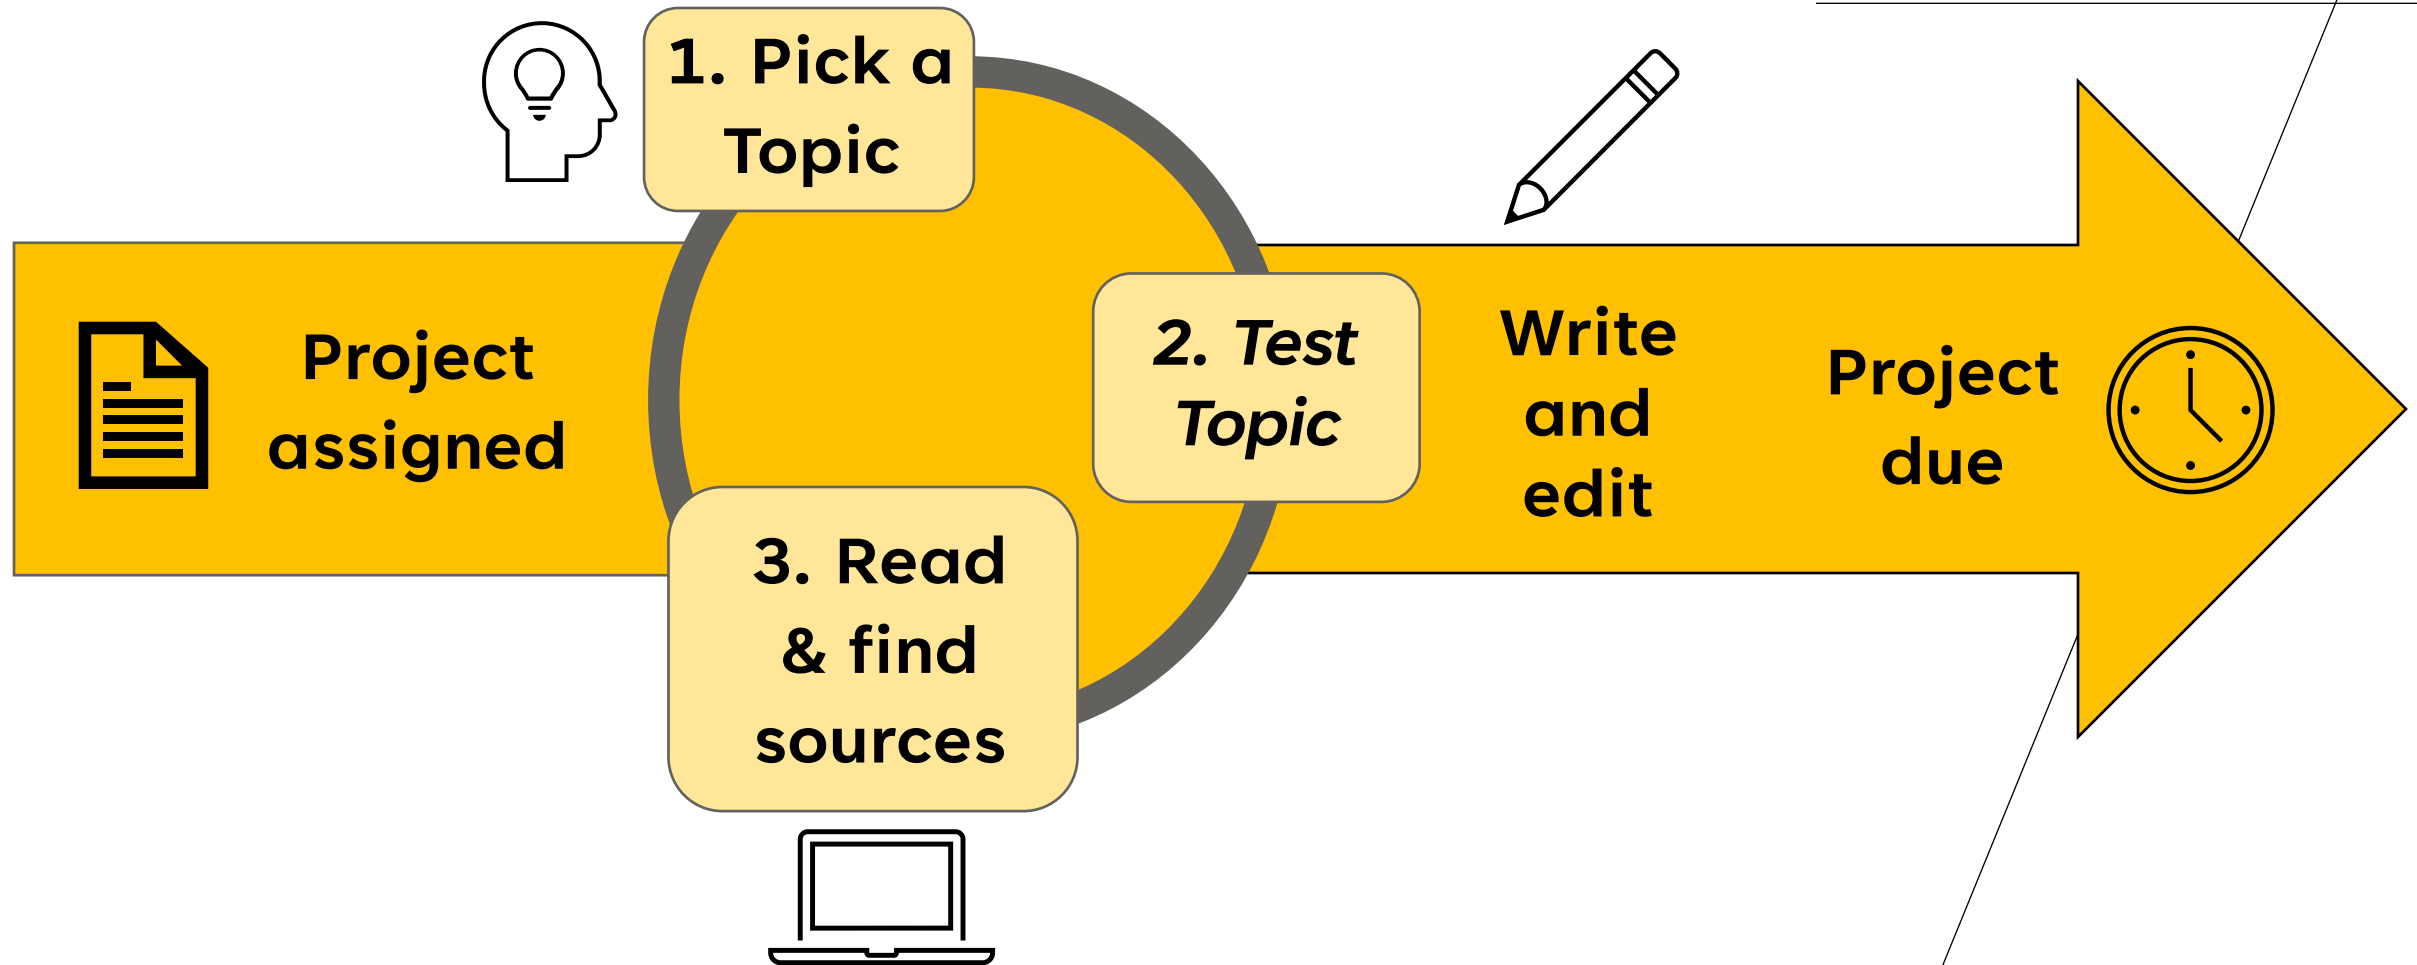 Project
assigned
1. Pick a
Topic
2. Test
Topic
3. Read
& find
sources
Write
and
edit
Project
due